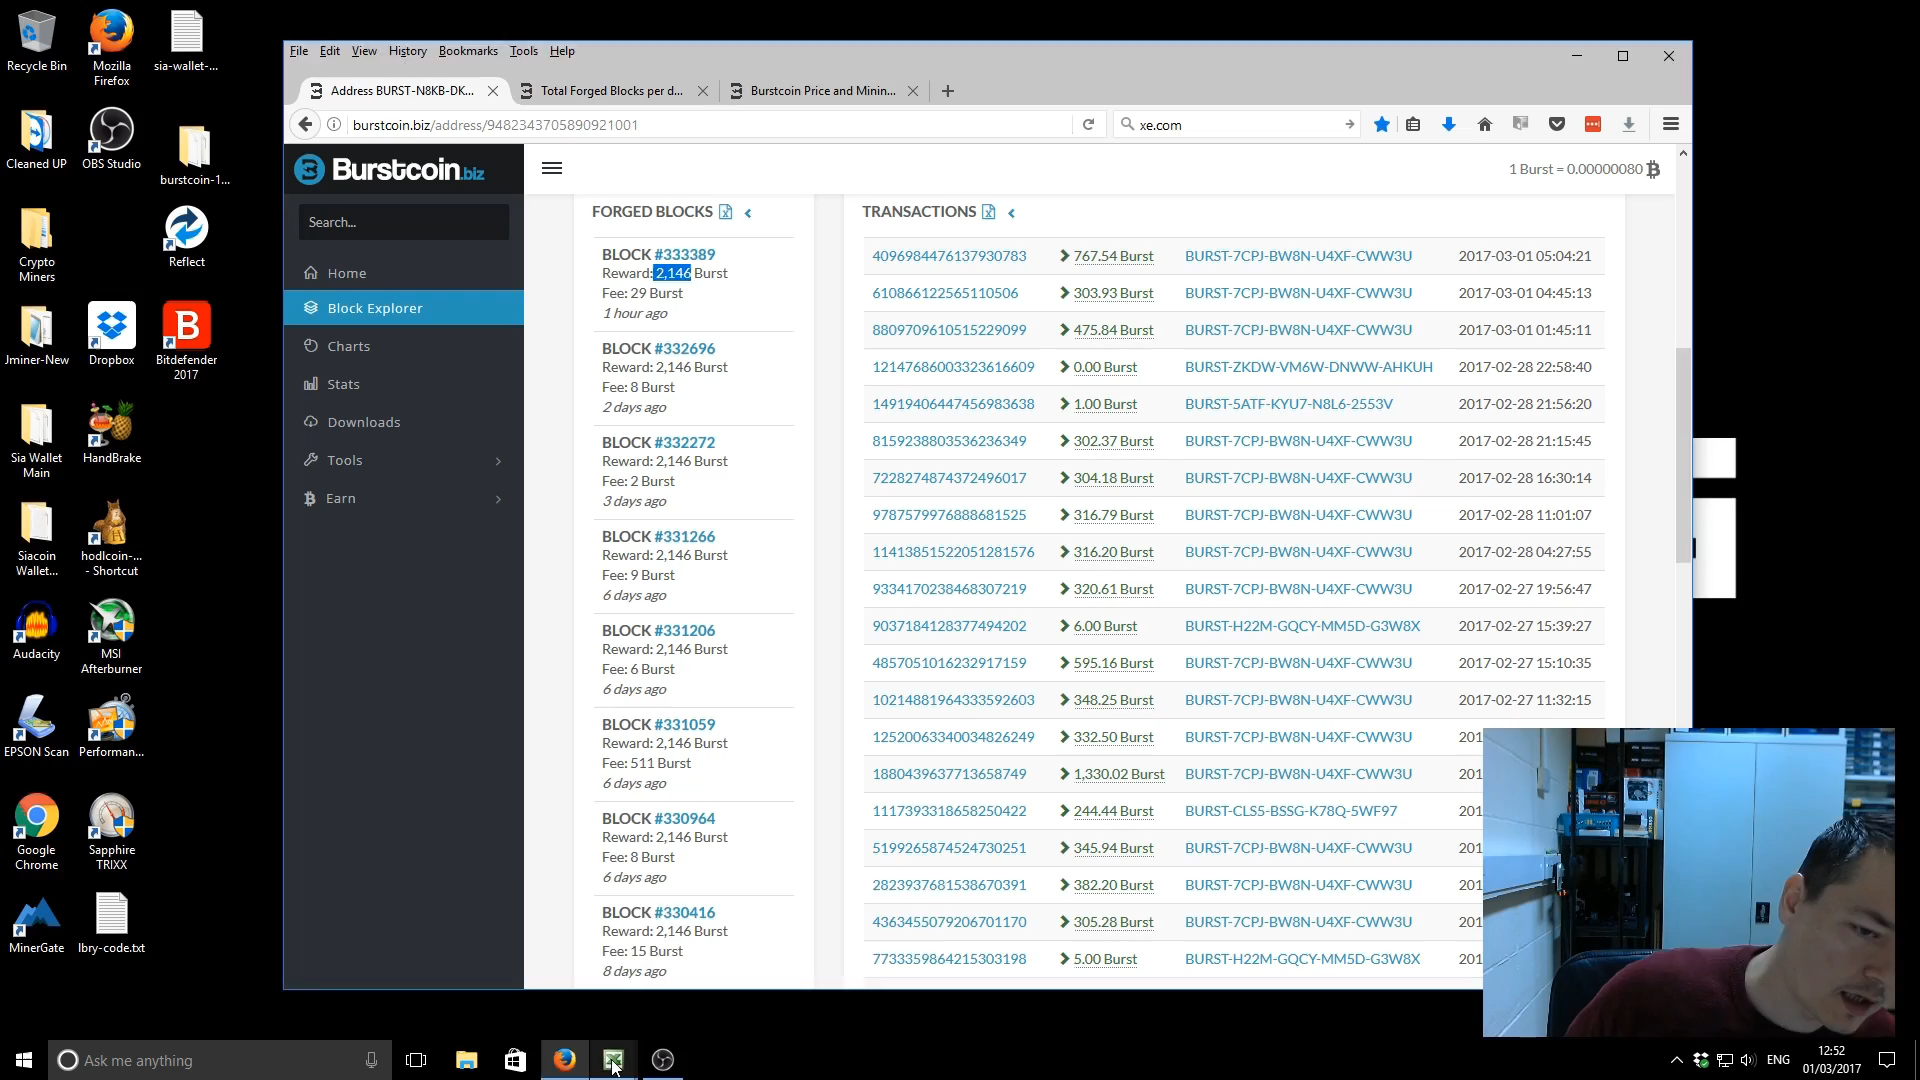 Recycle Bin
Mozilla
Firefox
sia-wallet-...
Cleaned UP
OBS Studio
burstcoin-1...
Crypto
Miners
Reflect
Jminer-New
Dropbox
Bitdefender
2017
Sia Wallet
Main
HandBrake
Siacoin
Wallet...
hodlcoin-...
- Shortcut
Audacity
MSI
Afterburner
EPSON Scan
Performan...
Google
Chrome
Sapphire
TRIXX
MinerGate
lbry-code.txt
File Edit View History Bookmarks Tools Help
Address BURST-N8KB-DK...
Total Forged Blocks per d...
Burstcoin Price and Minin...
burstcoin.biz/address/9482343705890921001
xe.com
Burstcoin.biz
1 Burst = 0.00000080
Search...
Home
Block Explorer
Charts
Stats
Downloads
Tools
Earn
FORGED BLOCKS
BLOCK #333389
Reward: 2,146 Burst
Fee: 29 Burst
1 hour ago
BLOCK #332696
Reward: 2,146 Burst
Fee: 8 Burst
2 days ago
BLOCK #332272
Reward: 2,146 Burst
Fee: 2 Burst
3 days ago
BLOCK #331266
Reward: 2,146 Burst
Fee: 9 Burst
6 days ago
BLOCK #331206
Reward: 2,146 Burst
Fee: 6 Burst
6 days ago
BLOCK #331059
Reward: 2,146 Burst
Fee: 511 Burst
6 days ago
BLOCK #330964
Reward: 2,146 Burst
Fee: 8 Burst
6 days ago
BLOCK #330416
Reward: 2,146 Burst
Fee: 15 Burst
8 days ago
TRANSACTIONS
4096984476137930783 767.54 Burst BURST-7CPJ-BW8N-U4XF-CWW3U 2017-03-01 05:04:21
610866122565110506 303.93 Burst BURST-7CPJ-BW8N-U4XF-CWW3U 2017-03-01 04:45:13
8809709610515229099 475.84 Burst BURST-7CPJ-BW8N-U4XF-CWW3U 2017-03-01 01:45:11
12147686003323616609 0.00 Burst BURST-ZKDW-VM6W-DNWW-AHKUH 2017-02-28 22:58:40
14919406447456983638 1.00 Burst BURST-5ATF-KYU7-N8L6-2553V 2017-02-28 21:56:20
8159238803536236349 302.37 Burst BURST-7CPJ-BW8N-U4XF-CWW3U 2017-02-28 21:15:45
7228274874372496017 304.18 Burst BURST-7CPJ-BW8N-U4XF-CWW3U 2017-02-28 16:30:14
9787579976888681525 316.79 Burst BURST-7CPJ-BW8N-U4XF-CWW3U 2017-02-28 11:01:07
11413851522051281576 316.20 Burst BURST-7CPJ-BW8N-U4XF-CWW3U 2017-02-28 04:27:55
9334170238468307219 320.61 Burst BURST-7CPJ-BW8N-U4XF-CWW3U 2017-02-27 19:56:47
9037184128377494202 6.00 Burst BURST-H22M-GQCY-MM5D-G3W8X 2017-02-27 15:39:27
4857051016232917159 595.16 Burst BURST-7CPJ-BW8N-U4XF-CWW3U 2017-02-27 15:10:35
10214881964333592603 348.25 Burst BURST-7CPJ-BW8N-U4XF-CWW3U 2017-02-27 11:32:15
12520063340034826249 332.50 Burst BURST-7CPJ-BW8N-U4XF-CWW3U 201
1880439637713658749 1,330.02 Burst BURST-7CPJ-BW8N-U4XF-CWW3U 201
1117393318658250422 244.44 Burst BURST-CLS5-BSSG-K78Q-5WF97 201
5199265874524730251 345.94 Burst BURST-7CPJ-BW8N-U4XF-CWW3U 201
2823937681538670391 382.20 Burst BURST-7CPJ-BW8N-U4XF-CWW3U 201
4363455079206701170 305.28 Burst BURST-7CPJ-BW8N-U4XF-CWW3U 201
7733359864215303198 5.00 Burst BURST-H22M-GQCY-MM5D-G3W8X 201
Ask me anything
ENG
12:52
01/03/2017